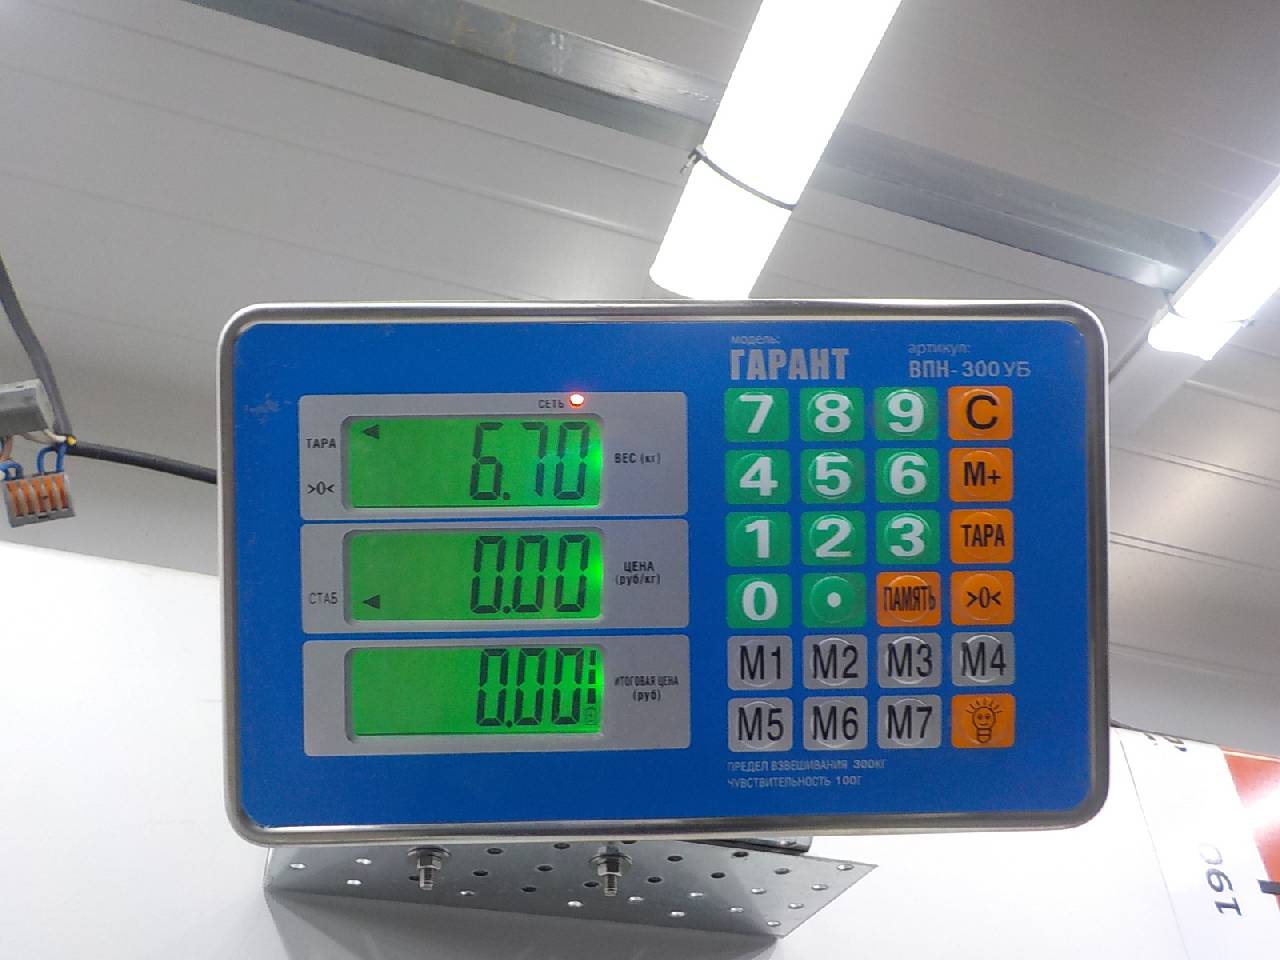 модель:
ГАРАНТ
артикул:
ВПН-300УБ
СЕТЬ
ТАРА
>0<
6.70
ВЕС (кг)
СТАБ
0.00
ЦЕНА
(руб/кг)
0.00
ИТОГОВАЯ ЦЕНА
(руб)
7 8 9 C
4 5 6 M+
1 2 3 ТАРА
0 . ПАМЯТЬ >0<
M1 M2 M3 M4
M5 M6 M7
ПРЕДЕЛ ВЗВЕШИВАНИЯ 300КГ
ЧУВСТВИТЕЛЬНОСТЬ 100Г
190